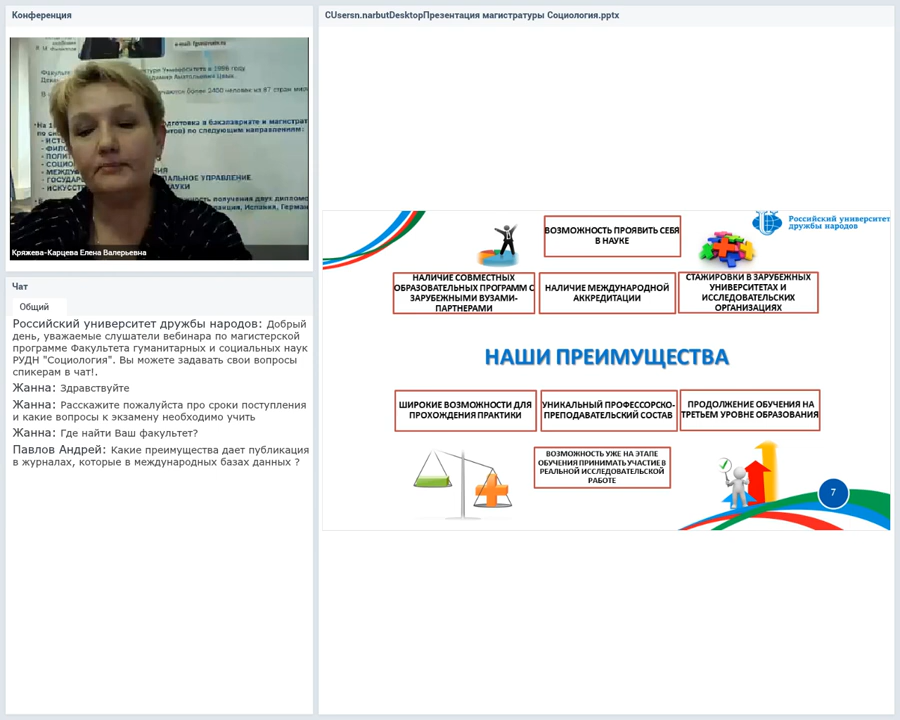 Конференция
CUsersn.narbutDesktopПрезентация магистратуры Социология.pptx
Кряжева-Карцева Елена Валерьевна
Чат
Общий
Российский университет дружбы народов: Добрый
день, уважаемые слушатели вебинара по магистерской
программе Факультета гуманитарных и социальных наук
РУДН "Социология". Вы можете задавать свои вопросы
спикерам в чат!.
Жанна: Здравствуйте
Жанна: Расскажите пожалуйста про сроки поступления
и какие вопросы к экзамену необходимо учить
Жанна: Где найти Ваш факультет?
Павлов Андрей: Какие преимущества дает публикация
в журналах, которые в международных базах данных ?
ВОЗМОЖНОСТЬ ПРОЯВИТЬ СЕБЯ
В НАУКЕ
Российский университет
дружбы народов
НАЛИЧИЕ СОВМЕСТНЫХ
ОБРАЗОВАТЕЛЬНЫХ ПРОГРАММ С
ЗАРУБЕЖНЫМИ ВУЗАМИ-
ПАРТНЕРАМИ
НАЛИЧИЕ МЕЖДУНАРОДНОЙ
АККРЕДИТАЦИИ
СТАЖИРОВКИ В ЗАРУБЕЖНЫХ
УНИВЕРСИТЕТАХ И
ИССЛЕДОВАТЕЛЬСКИХ
ОРГАНИЗАЦИЯХ
НАШИ ПРЕИМУЩЕСТВА
ШИРОКИЕ ВОЗМОЖНОСТИ ДЛЯ
ПРОХОЖДЕНИЯ ПРАКТИКИ
УНИКАЛЬНЫЙ ПРОФЕССОРСКО-
ПРЕПОДАВАТЕЛЬСКИЙ СОСТАВ
ПРОДОЛЖЕНИЕ ОБУЧЕНИЯ НА
ТРЕТЬЕМ УРОВНЕ ОБРАЗОВАНИЯ
ВОЗМОЖНОСТЬ УЖЕ НА ЭТАПЕ
ОБУЧЕНИЯ ПРИНИМАТЬ УЧАСТИЕ В
РЕАЛЬНОЙ ИССЛЕДОВАТЕЛЬСКОЙ
РАБОТЕ
7